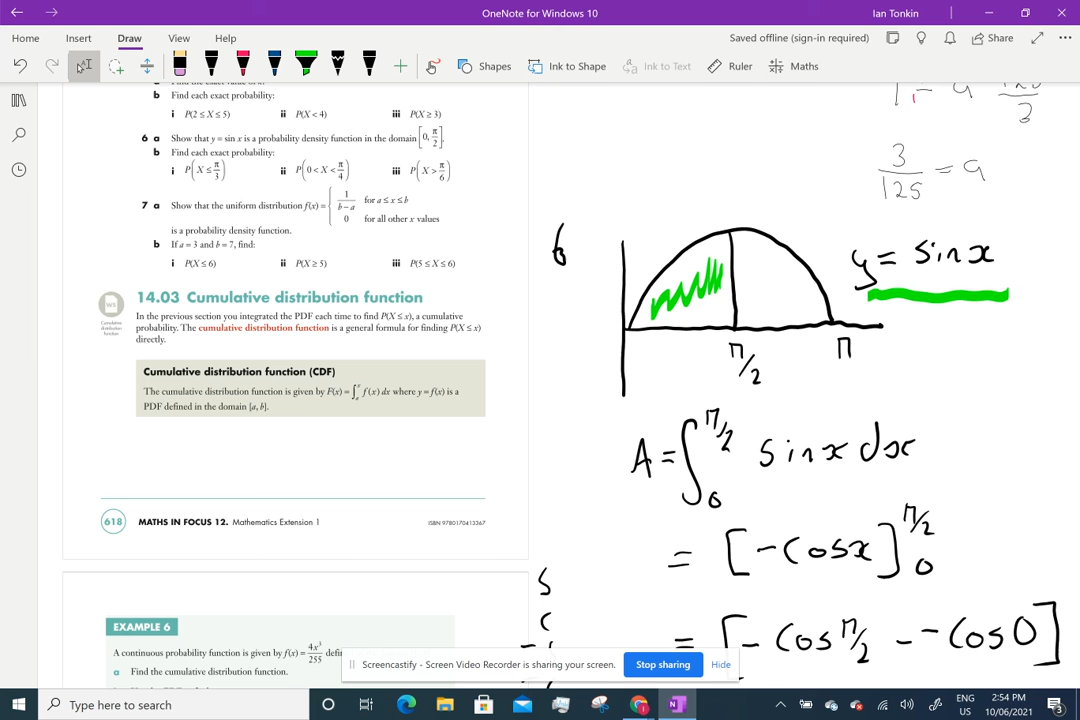 OneNote for Windows 10
Ian Tonkin
Home Insert Draw View Help
Saved offline (sign-in required) Share
Shapes Ink to Shape Ink to Text Ruler Maths
b Find each exact probability:
i P(2 ≤ X ≤ 5) ii P(X < 4) iii P(X ≥ 3)
6 a Show that y = sin x is a probability density function in the domain [0, π/2].
b Find each exact probability:
i P(X ≤ π/3) ii P(0 < X < π/4) iii P(X > π/6)
7 a Show that the uniform distribution f(x) = { 1/(b − a) for a ≤ x ≤ b
0 for all other x values
is a probability density function.
b If a = 3 and b = 7, find:
i P(X ≤ 6) ii P(X ≥ 5) iii P(5 ≤ X ≤ 6)
WS
Cumulative distribution function
14.03 Cumulative distribution function
In the previous section you integrated the PDF each time to find P(X ≤ x), a cumulative
probability. The cumulative distribution function is a general formula for finding P(X ≤ x)
directly.
Cumulative distribution function (CDF)
The cumulative distribution function is given by F(x) = ∫ₐˣ f(x) dx where y = f(x) is a
PDF defined in the domain [a, b].
618 MATHS IN FOCUS 12. Mathematics Extension 1 ISBN 9780170413367
EXAMPLE 6
A continuous probability function is given by f(x) = 4x³/255
a Find the cumulative distribution function.
3/125 = a
6
y = sin x
π/2 π
A = ∫₀^(π/2) sin x dx
= [-cos x]₀^(π/2)
= [- cos π/2 - - cos 0]
Screencastify - Screen Video Recorder is sharing your screen. Stop sharing Hide
Type here to search
ENG
US
2:54 PM
10/06/2021
3